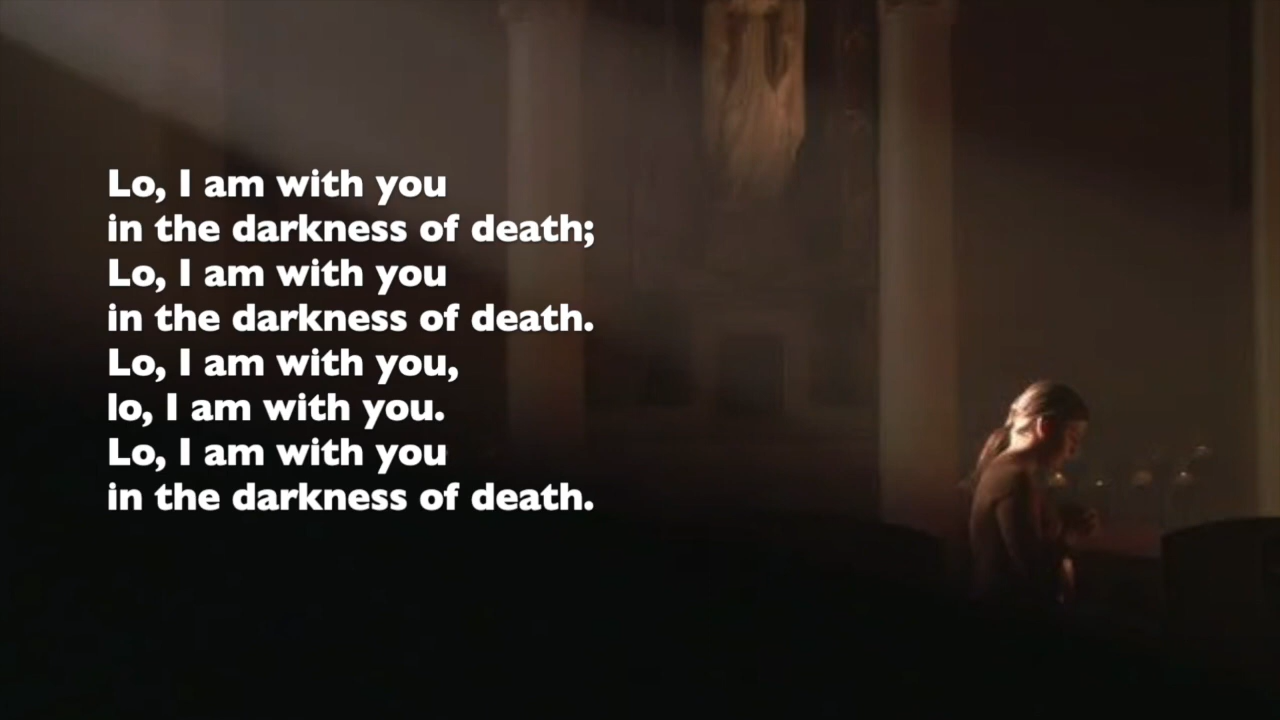 Lo, I am with you
in the darkness of death;
Lo, I am with you
in the darkness of death.
Lo, I am with you,
lo, I am with you.
Lo, I am with you
in the darkness of death.